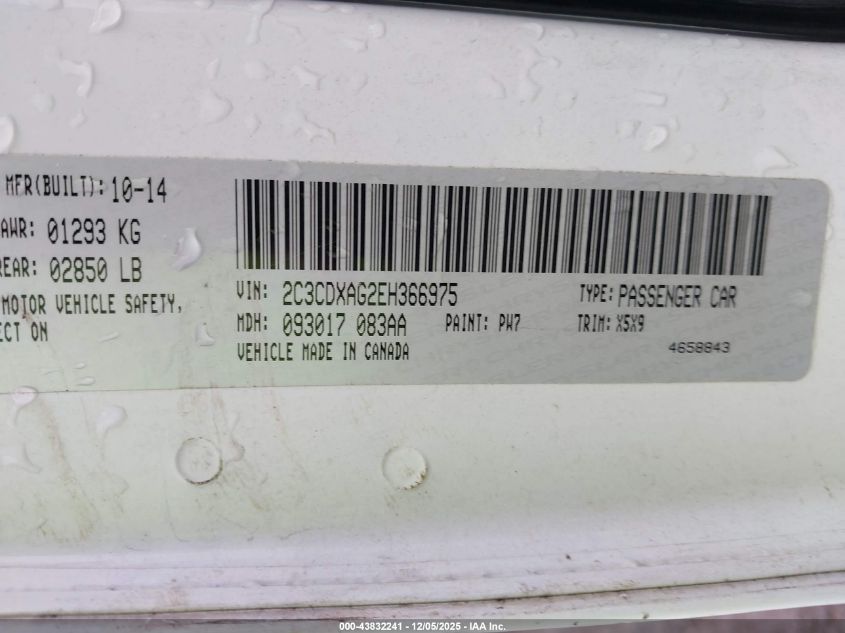 MFR(BUILT): 10-14
AWR: 01293 KG
REAR: 02850 LB
MOTOR VEHICLE SAFETY,
ECT ON
VIN: 2C3CDXAG2EH366975 TYPE: PASSENGER CAR
MDH: 093017 083AA PAINT: PW7 TRIM: X5X9
VEHICLE MADE IN CANADA 4658843
000-43832241 - 12/05/2025 - IAA Inc.